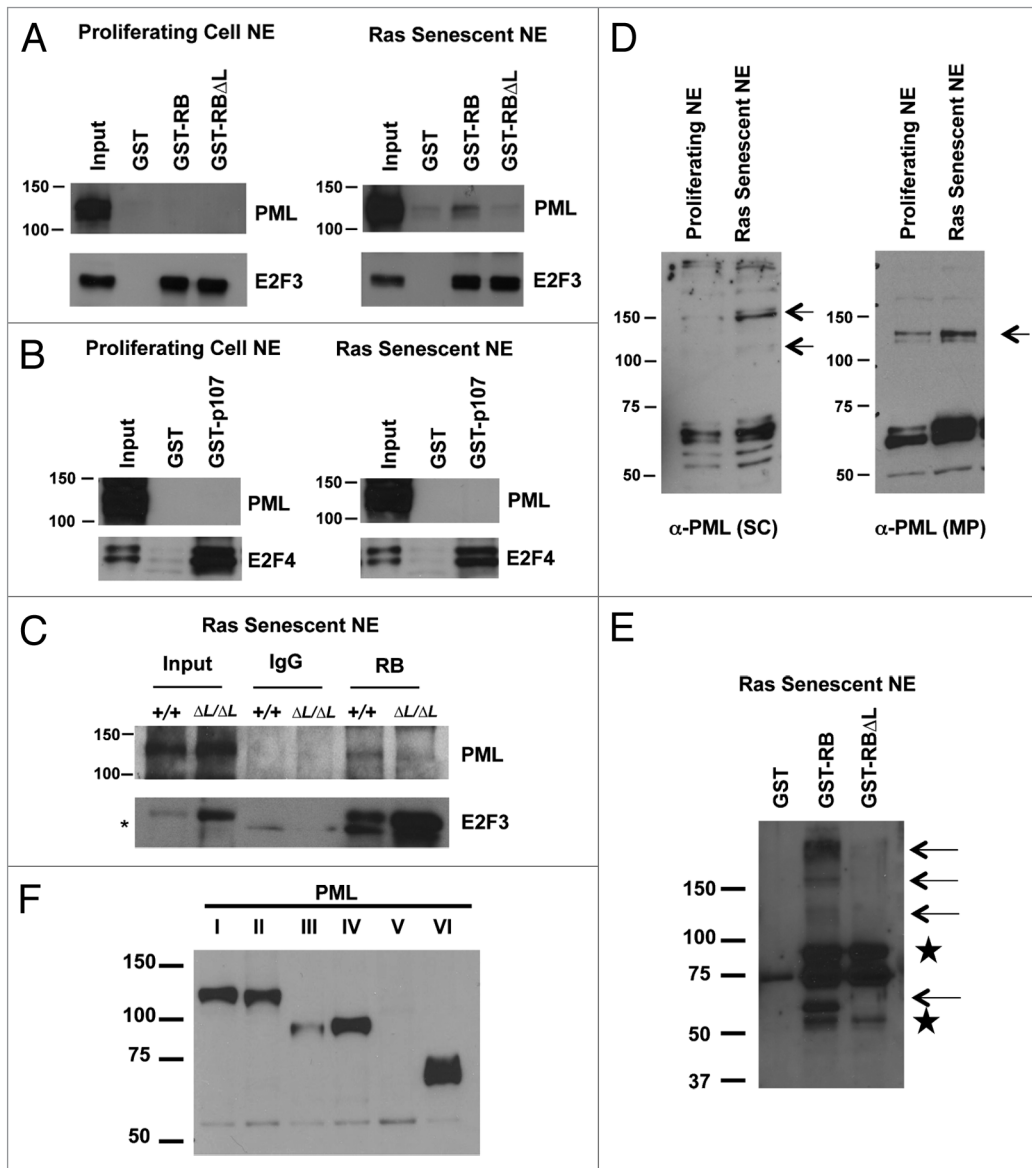 A
Proliferating Cell NE
Ras Senescent NE
Input
GST
GST-RB
GST-RBΔL
Input
GST
GST-RB
GST-RBΔL
150
100
PML
150
100
PML
E2F3
E2F3
B
Proliferating Cell NE
Ras Senescent NE
Input
GST
GST-p107
Input
GST
GST-p107
150
100
PML
150
100
PML
E2F4
E2F4
C
Ras Senescent NE
Input
IgG
RB
+/+
ΔL/ΔL
+/+
ΔL/ΔL
+/+
ΔL/ΔL
150
100
PML
*
E2F3
F
PML
I
II
III
IV
V
VI
150
100
75
50
D
Proliferating NE
Ras Senescent NE
Proliferating NE
Ras Senescent NE
150
100
75
50
150
100
75
50
α-PML (SC)
α-PML (MP)
E
Ras Senescent NE
GST
GST-RB
GST-RBΔL
150
100
75
50
37